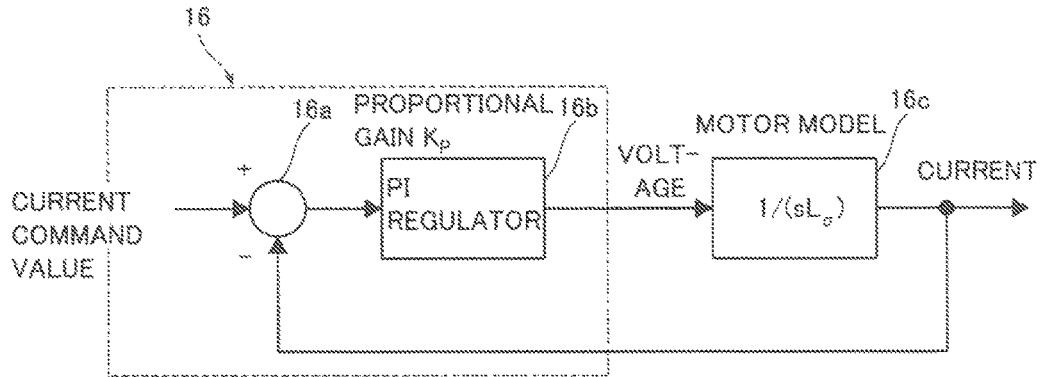 16
16a
PROPORTIONAL
GAIN Kp
16b
MOTOR MODEL
16c
+
VOLT-
AGE
CURRENT
CURRENT
COMMAND
VALUE
PI
REGULATOR
1/(sLσ)
−